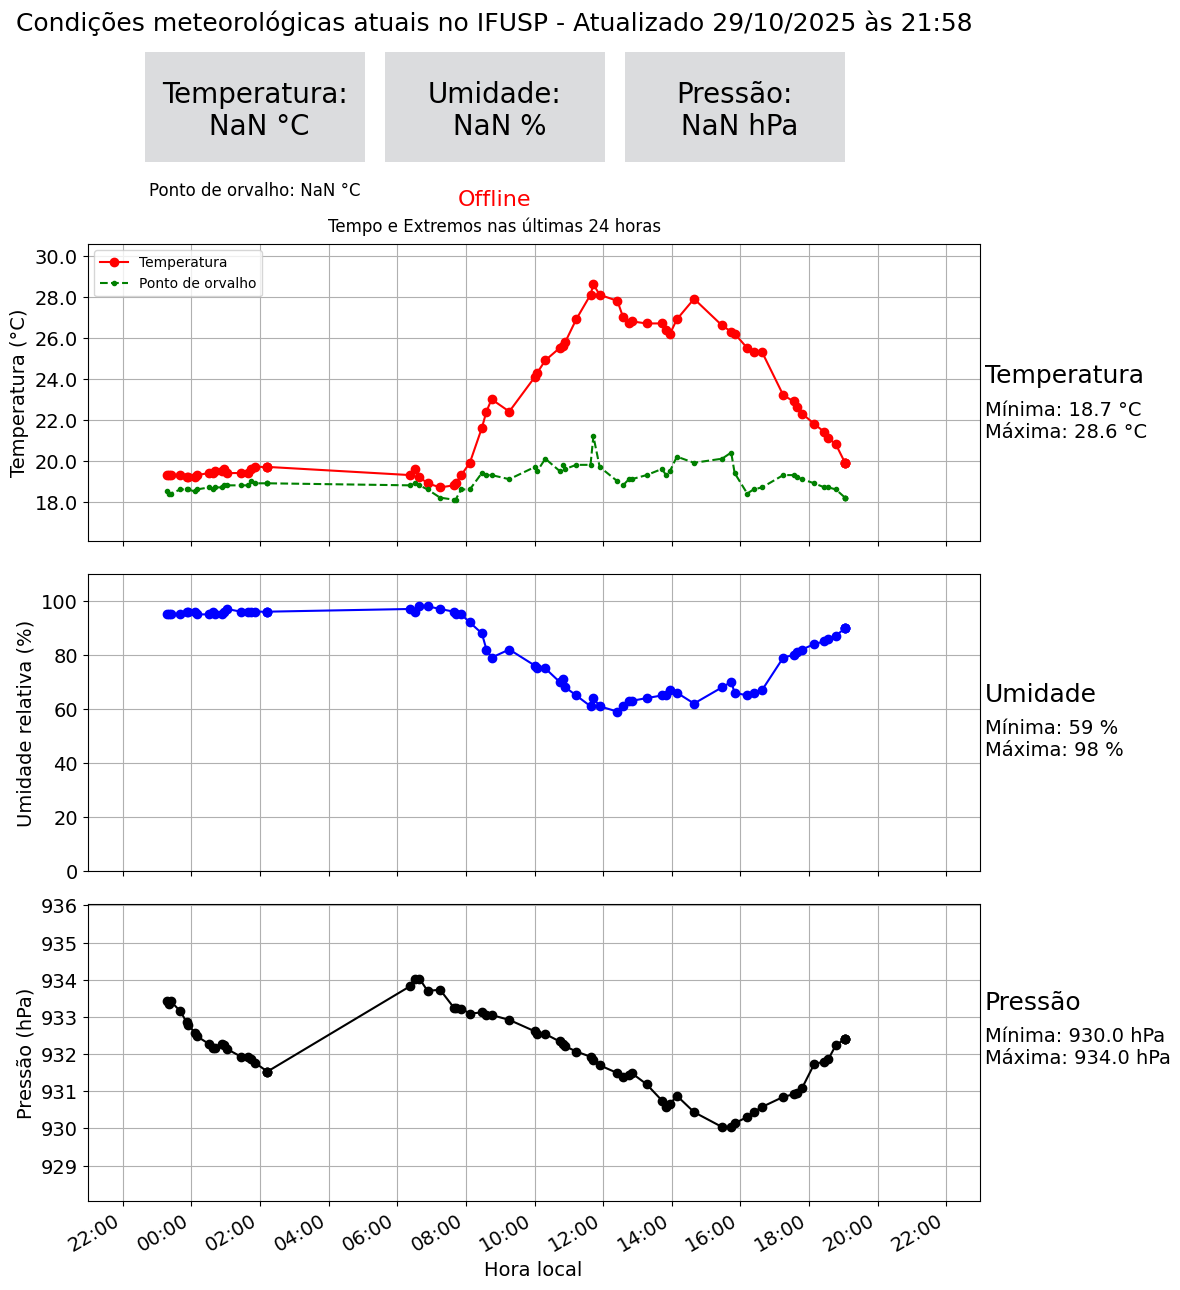 Condições meteorológicas atuais no IFUSP - Atualizado 29/10/2025 às 21:58
Temperatura:
NaN °C
Umidade:
NaN %
Pressão:
NaN hPa
Ponto de orvalho: NaN °C
Offline
Tempo e Extremos nas últimas 24 horas
Temperatura (°C)
30.0
28.0
26.0
24.0
22.0
20.0
18.0
Temperatura
Ponto de orvalho
Temperatura
Mínima: 18.7 °C
Máxima: 28.6 °C
Umidade relativa (%)
100
80
60
40
20
0
Umidade
Mínima: 59 %
Máxima: 98 %
Pressão (hPa)
936
935
934
933
932
931
930
929
Pressão
Mínima: 930.0 hPa
Máxima: 934.0 hPa
22:00 00:00 02:00 04:00 06:00 08:00 10:00 12:00 14:00 16:00 18:00 20:00 22:00
Hora local